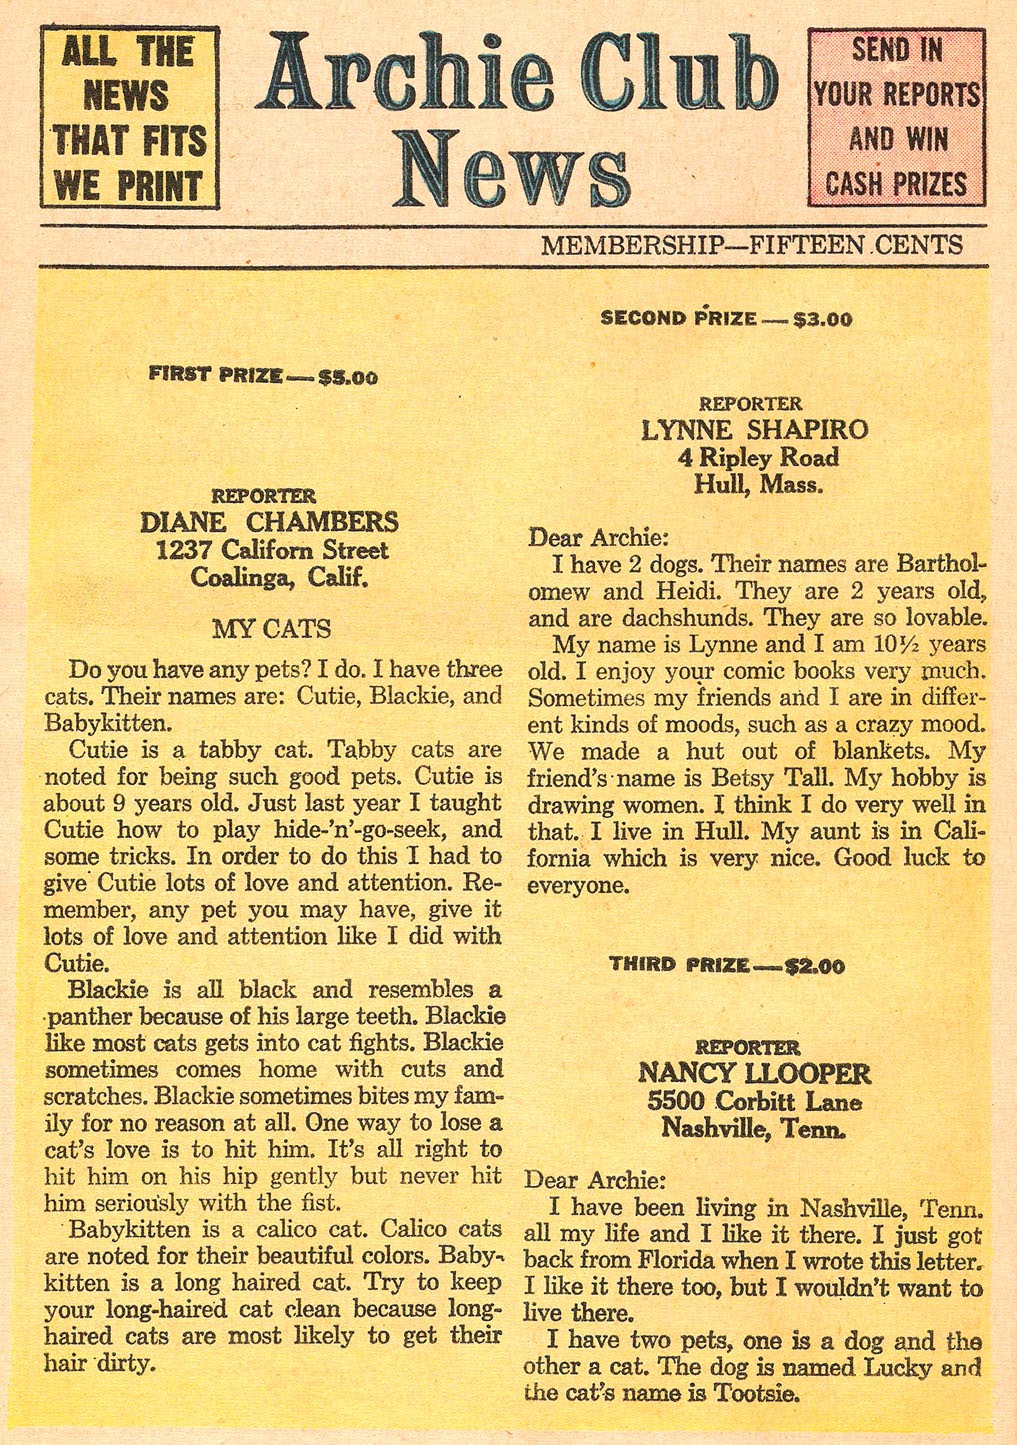 ALL THE
NEWS
THAT FITS
WE PRINT
Archie Club
News
SEND IN
YOUR REPORTS
AND WIN
CASH PRIZES
MEMBERSHIP—FIFTEEN CENTS
FIRST PRIZE—$5.00
REPORTER
DIANE CHAMBERS
1237 Californ Street
Coalinga, Calif.
MY CATS
Do you have any pets? I do. I have three
cats. Their names are: Cutie, Blackie, and
Babykitten.
Cutie is a tabby cat. Tabby cats are
noted for being such good pets. Cutie is
about 9 years old. Just last year I taught
Cutie how to play hide-'n'-go-seek, and
some tricks. In order to do this I had to
give Cutie lots of love and attention. Re-
member, any pet you may have, give it
lots of love and attention like I did with
Cutie.
Blackie is all black and resembles a
panther because of his large teeth. Blackie
like most cats gets into cat fights. Blackie
sometimes comes home with cuts and
scratches. Blackie sometimes bites my fam-
ily for no reason at all. One way to lose a
cat's love is to hit him. It's all right to
hit him on his hip gently but never hit
him seriously with the fist.
Babykitten is a calico cat. Calico cats
are noted for their beautiful colors. Baby-
kitten is a long haired cat. Try to keep
your long-haired cat clean because long-
haired cats are most likely to get their
hair dirty.
SECOND PRIZE—$3.00
REPORTER
LYNNE SHAPIRO
4 Ripley Road
Hull, Mass.
Dear Archie:
I have 2 dogs. Their names are Barthol-
omew and Heidi. They are 2 years old,
and are dachshunds. They are so lovable.
My name is Lynne and I am 10½ years
old. I enjoy your comic books very much.
Sometimes my friends and I are in differ-
ent kinds of moods, such as a crazy mood.
We made a hut out of blankets. My
friend's name is Betsy Tall. My hobby is
drawing women. I think I do very well in
that. I live in Hull. My aunt is in Cali-
fornia which is very nice. Good luck to
everyone.
THIRD PRIZE—$2.00
REPORTER
NANCY LLOOPER
5500 Corbitt Lane
Nashville, Tenn.
Dear Archie:
I have been living in Nashville, Tenn.
all my life and I like it there. I just got
back from Florida when I wrote this letter.
I like it there too, but I wouldn't want to
live there.
I have two pets, one is a dog and the
other a cat. The dog is named Lucky and
the cat's name is Tootsie.